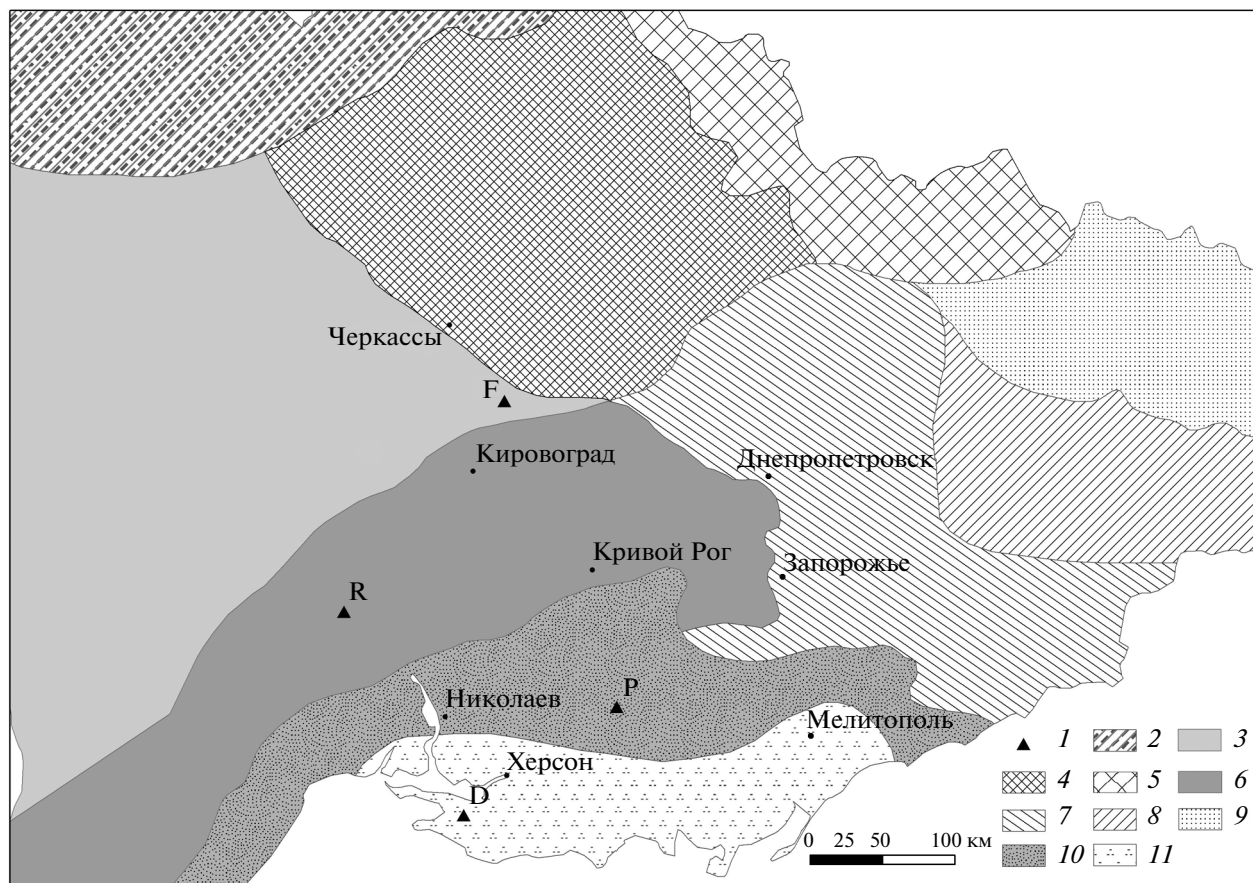 Черкассы
F
Кировоград
Днепропетровск
Кривой Рог
Запорожье
R
Николаев
P
Мелитополь
Херсон
D
1 2 3
4 5 6
7 8 9
10 11
0 25 50 100 км